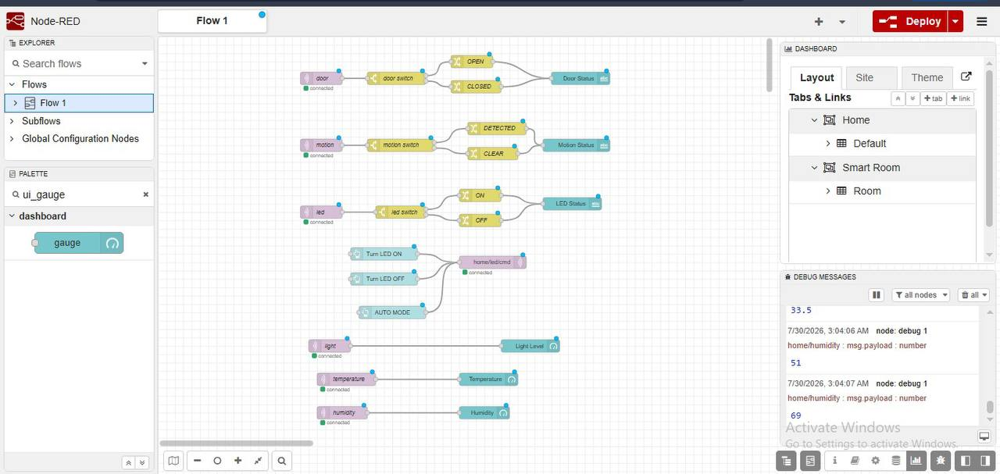 Node-RED
Flow 1
Deploy
EXPLORER
Search flows
Flows
Flow 1
Subflows
Global Configuration Nodes
PALETTE
ui_gauge
dashboard
gauge
door
connected
door switch
OPEN
CLOSED
Door Status
abc
motion
connected
motion switch
DETECTED
CLEAR
Motion Status
abc
led
connected
led switch
ON
OFF
LED Status
abc
Turn LED ON
Turn LED OFF
AUTO MODE
home/led/cmd
connected
light
connected
Light Level
temperature
connected
Temperature
humidity
connected
Humidity
DASHBOARD
Layout
Site
Theme
Tabs & Links
+ tab
+ link
Home
Default
Smart Room
Room
DEBUG MESSAGES
all nodes
all
33.5
7/30/2026, 3:04:06 AM node: debug 1
home/humidity : msg.payload : number
51
7/30/2026, 3:04:07 AM node: debug 1
home/humidity : msg.payload : number
69
Activate Windows
Go to Settings to activate Windows.